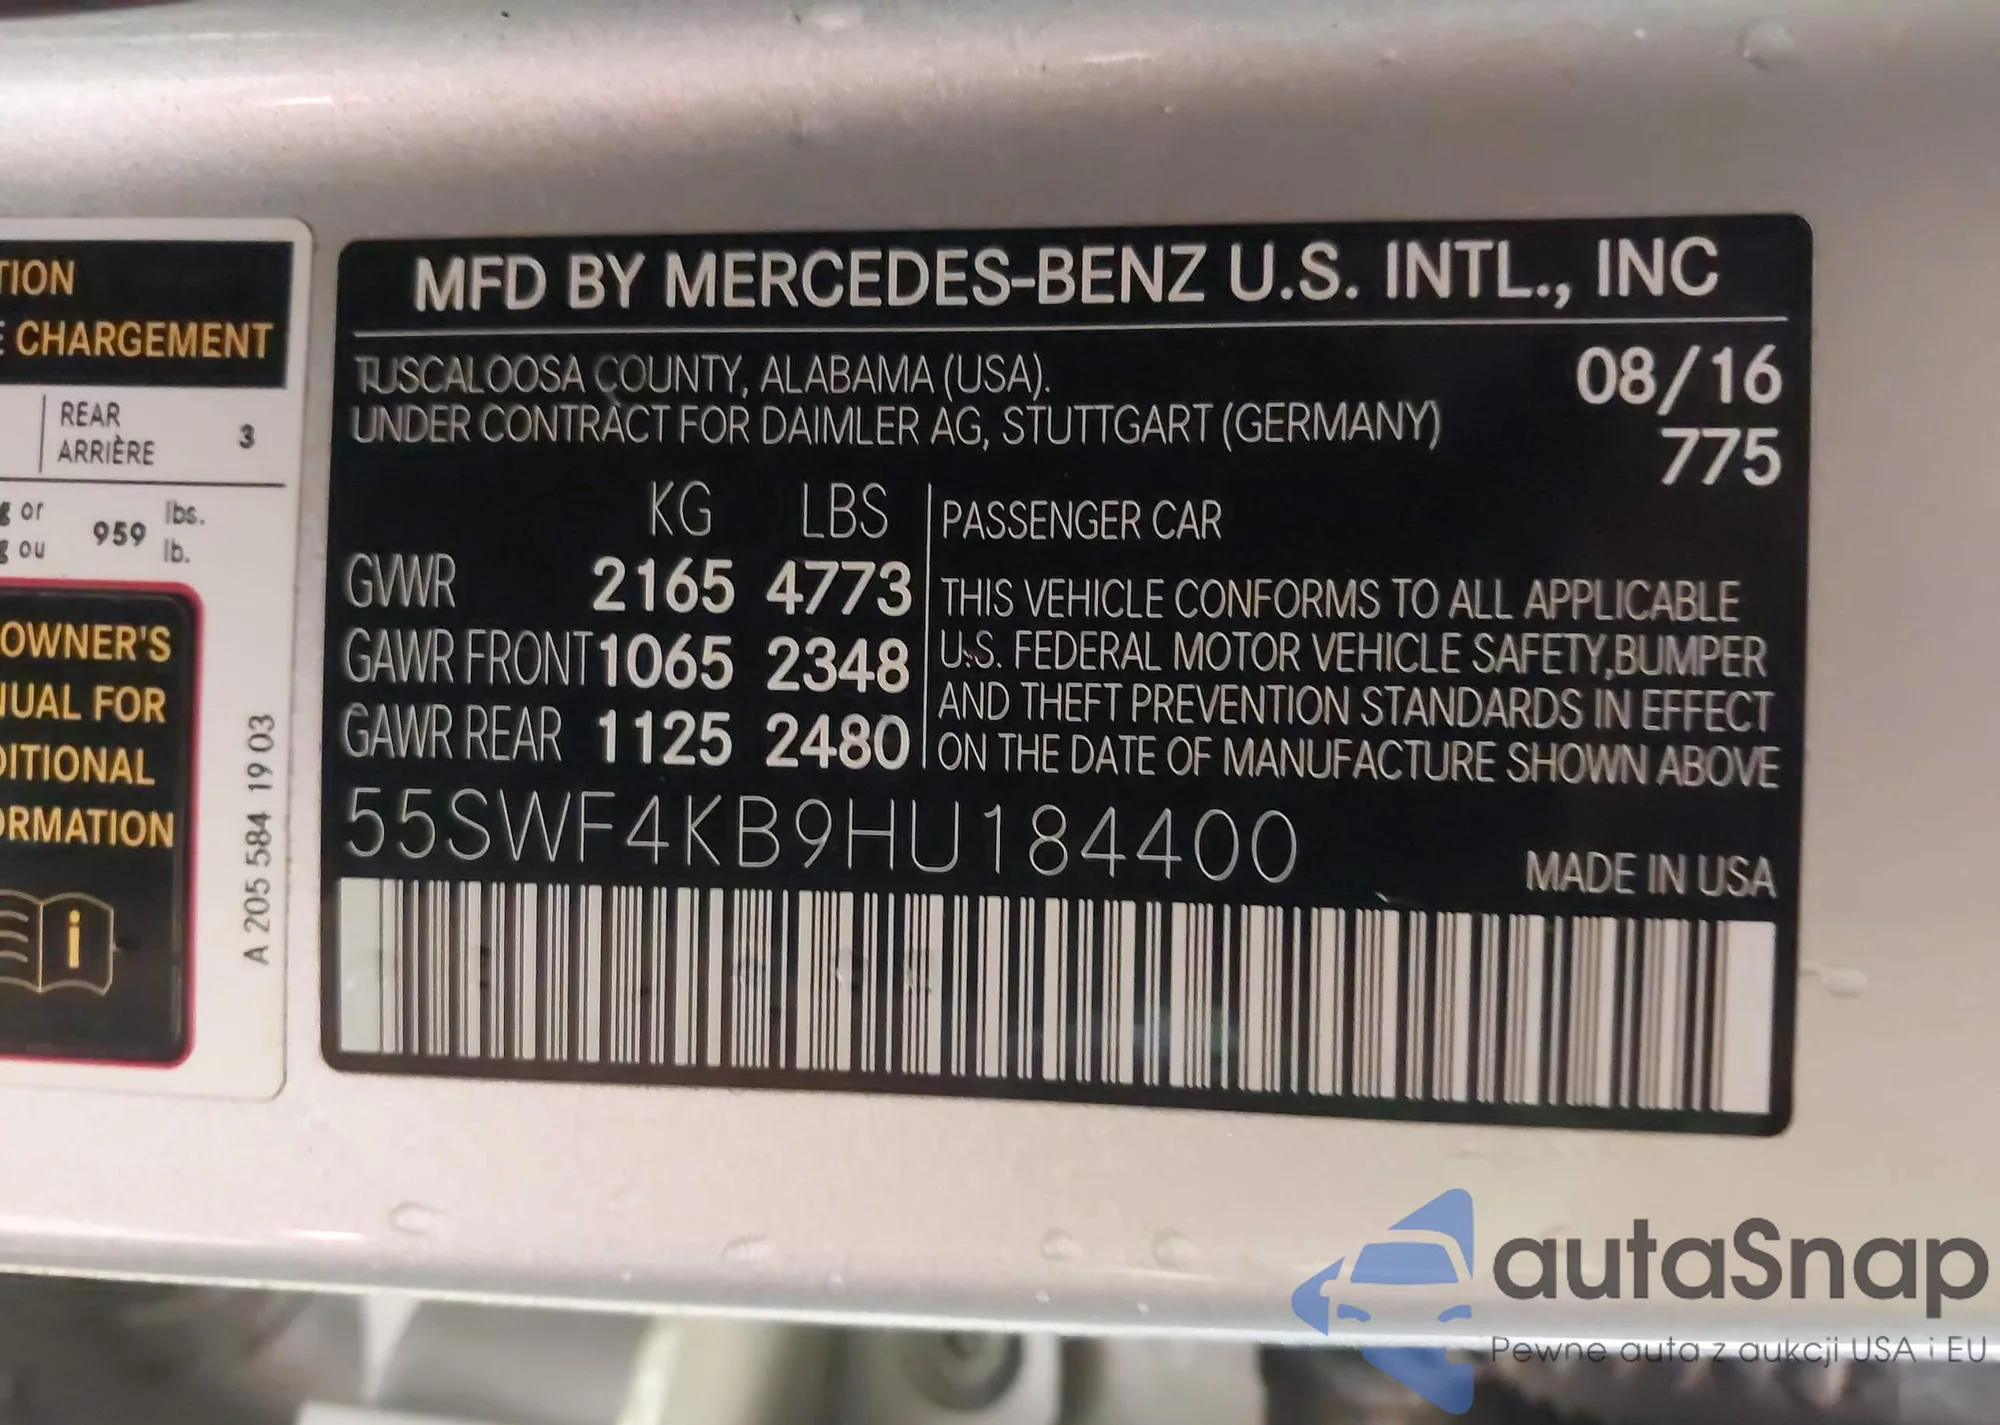 TION
E CHARGEMENT
REAR
ARRIÈRE
3
g or
g ou
959
lbs.
lb.
OWNER'S
NUAL FOR
DITIONAL
ORMATION
i
A 205 584 19 03
MFD BY MERCEDES-BENZ U.S. INTL., INC
TUSCALOOSA COUNTY, ALABAMA (USA).
UNDER CONTRACT FOR DAIMLER AG, STUTTGART (GERMANY)
08/16
775
KG LBS
GVWR 2165 4773
GAWR FRONT 1065 2348
GAWR REAR 1125 2480
PASSENGER CAR
THIS VEHICLE CONFORMS TO ALL APPLICABLE
U.S. FEDERAL MOTOR VEHICLE SAFETY,BUMPER
AND THEFT PREVENTION STANDARDS IN EFFECT
ON THE DATE OF MANUFACTURE SHOWN ABOVE
55SWF4KB9HU184400
MADE IN USA
autaSnap
Pewne auta z aukcji USA i EU